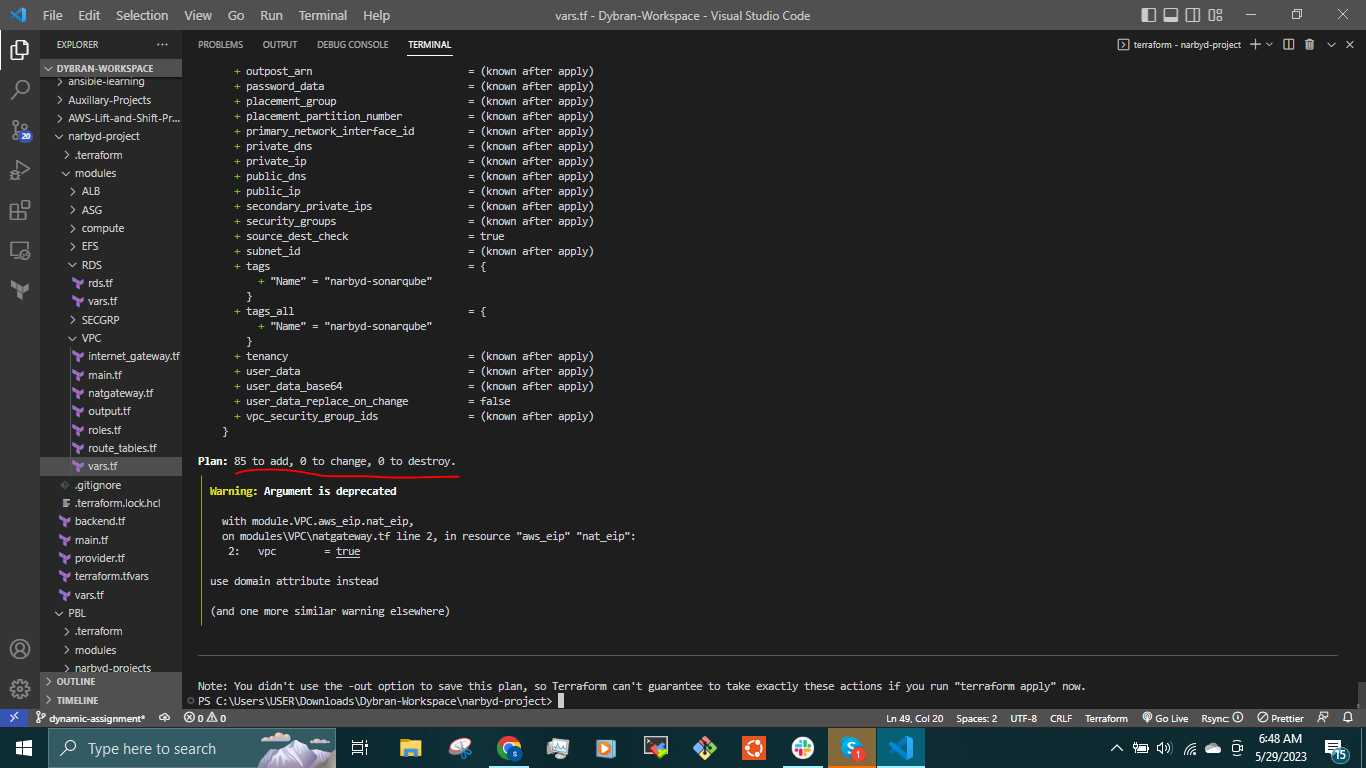 File Edit Selection View Go Run Terminal Help
vars.tf - Dybran-Workspace - Visual Studio Code
EXPLORER
DYBRAN-WORKSPACE
ansible-learning
Auxillary-Projects
AWS-Lift-and-Shift-Pr...
narbyd-project
.terraform
modules
ALB
ASG
compute
EFS
RDS
rds.tf
vars.tf
SECGRP
VPC
internet_gateway.tf
main.tf
natgateway.tf
output.tf
roles.tf
route_tables.tf
vars.tf
.gitignore
.terraform.lock.hcl
backend.tf
main.tf
provider.tf
terraform.tfvars
vars.tf
PBL
.terraform
modules
narbyd-projects
OUTLINE
TIMELINE
20
PROBLEMS OUTPUT DEBUG CONSOLE TERMINAL
terraform - narbyd-project
+ outpost_arn = (known after apply)
+ password_data = (known after apply)
+ placement_group = (known after apply)
+ placement_partition_number = (known after apply)
+ primary_network_interface_id = (known after apply)
+ private_dns = (known after apply)
+ private_ip = (known after apply)
+ public_dns = (known after apply)
+ public_ip = (known after apply)
+ secondary_private_ips = (known after apply)
+ security_groups = (known after apply)
+ source_dest_check = true
+ subnet_id = (known after apply)
+ tags = {
+ "Name" = "narbyd-sonarqube"
}
+ tags_all = {
+ "Name" = "narbyd-sonarqube"
}
+ tenancy = (known after apply)
+ user_data = (known after apply)
+ user_data_base64 = (known after apply)
+ user_data_replace_on_change = false
+ vpc_security_group_ids = (known after apply)
}
Plan: 85 to add, 0 to change, 0 to destroy.
Warning: Argument is deprecated
with module.VPC.aws_eip.nat_eip,
on modules\VPC\natgateway.tf line 2, in resource "aws_eip" "nat_eip":
2: vpc = true
use domain attribute instead
(and one more similar warning elsewhere)
Note: You didn't use the -out option to save this plan, so Terraform can't guarantee to take exactly these actions if you run "terraform apply" now.
PS C:\Users\USER\Downloads\Dybran-Workspace\narbyd-project>
dynamic-assignment* 0 0 Ln 49, Col 20 Spaces: 2 UTF-8 CRLF Terraform Go Live Rsync: Prettier
Type here to search
1
6:48 AM
5/29/2023
15